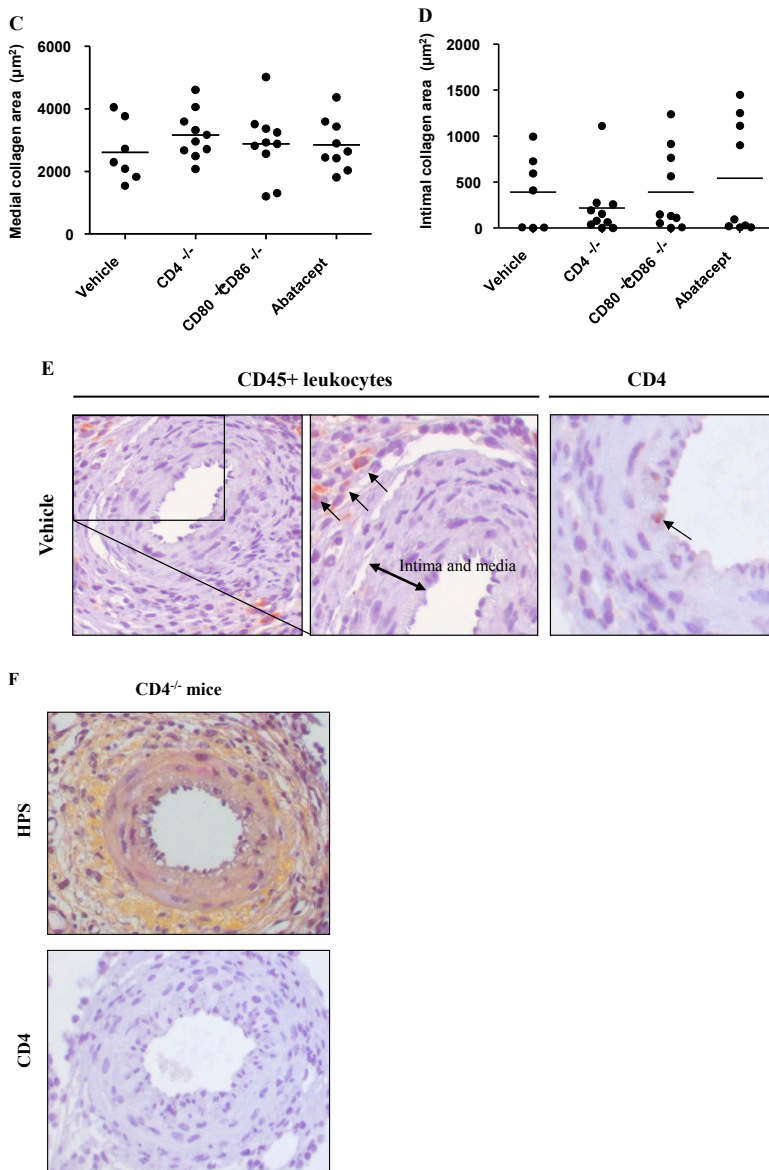 C
Medial collagen area (µm²)
6000
4000
2000
0
Vehicle
CD4 -/-
CD80 -/-CD86 -/-
Abatacept
D
Intimal collagen area (µm²)
2000
1500
1000
500
0
Vehicle
CD4 -/-
CD80 -/-CD86 -/-
Abatacept
E
CD45+ leukocytes
CD4
Vehicle
Intima and media
F
CD4-/- mice
HPS
CD4